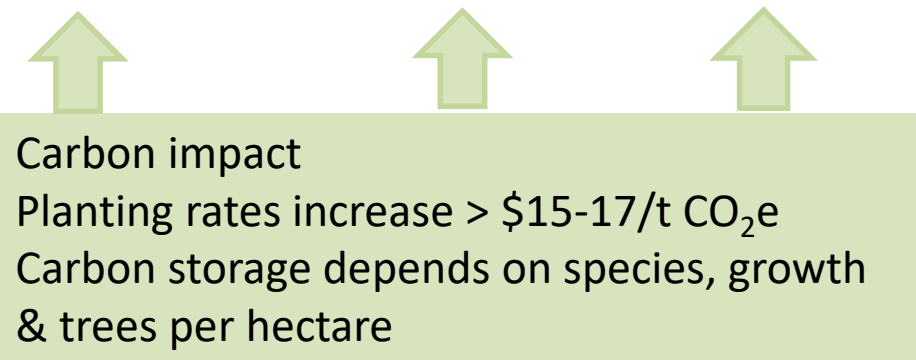 Carbon impact
Planting rates increase > $15-17/t CO₂e
Carbon storage depends on species, growth
& trees per hectare